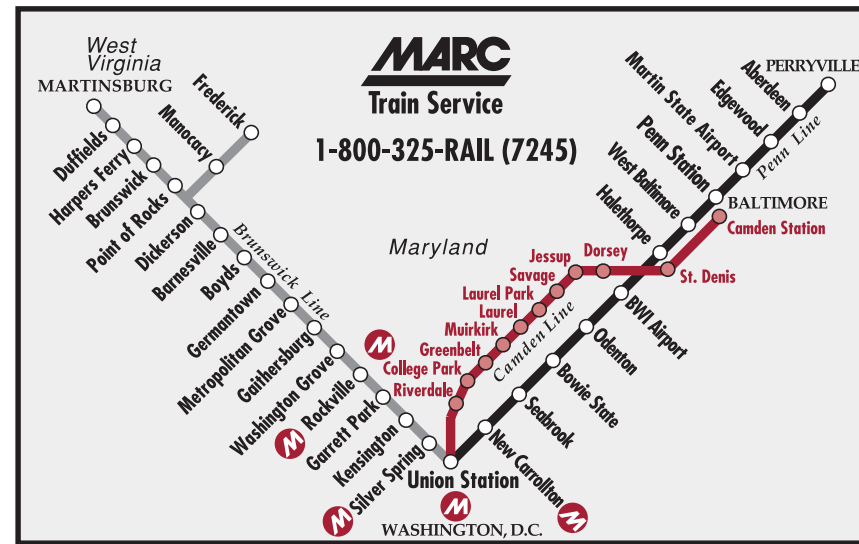 West
Virginia
MARTINSBURG
MARC
Train Service
1-800-325-RAIL (7245)
Maryland
PERRYVILLE
BALTIMORE
WASHINGTON, D.C.
Frederick
Manocacy
Duffields
Harpers Ferry
Brunswick
Point of Rocks
Dickerson
Barnesville
Boyds
Germantown
Metropolitan Grove
Gaithersburg
Washington Grove
M
Rockville
Garrett Park
Kensington
M
Silver Spring
Brunswick Line
Union Station
M
Riverdale
College Park
M
Greenbelt
Muirkirk
Laurel
Laurel Park
Savage
Jessup
Dorsey
St. Denis
Camden Station
Camden Line
Aberdeen
Edgewood
Martin State Airport
Penn Station
West Baltimore
Halethorpe
BWI Airport
Odenton
Bowie State
Seabrook
New Carrollton
M
Penn Line